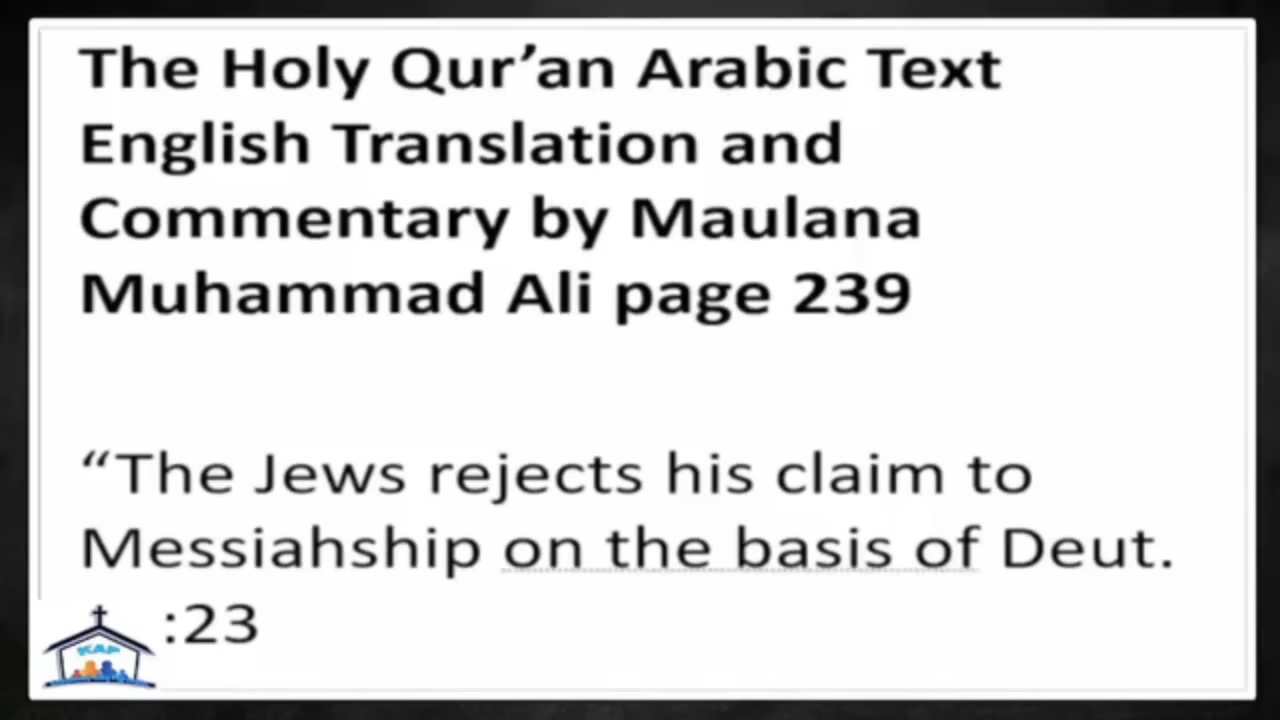 The Holy Qur’an Arabic Text
English Translation and
Commentary by Maulana
Muhammad Ali page 239
“The Jews rejects his claim to
Messiahship on the basis of Deut.
:23
KAP